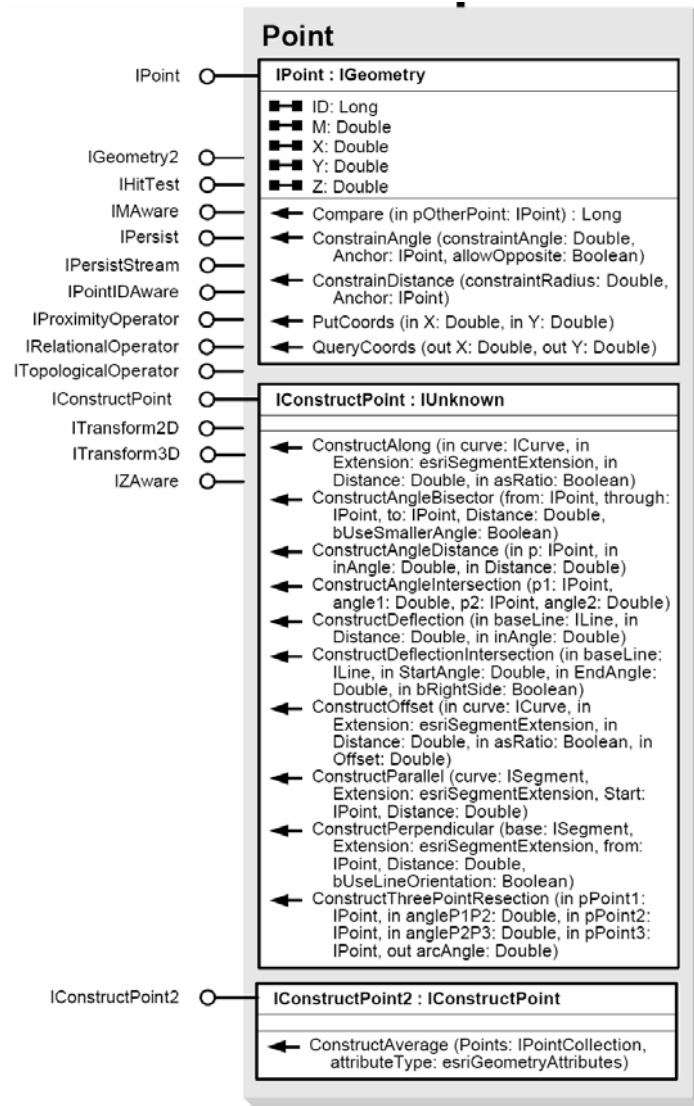 Point
IPoint
IPoint : IGeometry
ID: Long
M: Double
X: Double
Y: Double
Z: Double
IGeometry2
IHitTest
IMAware
IPersist
IPersistStream
IPointIDAware
IProximityOperator
IRelationalOperator
ITopologicalOperator
Compare (in pOtherPoint: IPoint) : Long
ConstrainAngle (constraintAngle: Double,
Anchor: IPoint, allowOpposite: Boolean)
ConstrainDistance (constraintRadius: Double,
Anchor: IPoint)
PutCoords (in X: Double, in Y: Double)
QueryCoords (out X: Double, out Y: Double)
IConstructPoint
ITransform2D
ITransform3D
IZAware
IConstructPoint : IUnknown
ConstructAlong (in curve: ICurve, in
Extension: esriSegmentExtension, in
Distance: Double, in asRatio: Boolean)
ConstructAngleBisector (from: IPoint, through:
IPoint, to: IPoint, Distance: Double,
bUseSmallerAngle: Boolean)
ConstructAngleDistance (in p: IPoint, in
inAngle: Double, in Distance: Double)
ConstructAngleIntersection (p1: IPoint,
angle1: Double, p2: IPoint, angle2: Double)
ConstructDeflection (in baseLine: ILine, in
Distance: Double, in inAngle: Double)
ConstructDeflectionIntersection (in baseLine:
ILine, in StartAngle: Double, in EndAngle:
Double, in bRightSide: Boolean)
ConstructOffset (in curve: ICurve, in
Extension: esriSegmentExtension, in
Distance: Double, in asRatio: Boolean, in
Offset: Double)
ConstructParallel (curve: ISegment,
Extension: esriSegmentExtension, Start:
IPoint, Distance: Double)
ConstructPerpendicular (base: ISegment,
Extension: esriSegmentExtension, from:
IPoint, Distance: Double,
bUseLineOrientation: Boolean)
ConstructThreePointResection (in pPoint1:
IPoint, in angleP1P2: Double, in pPoint2:
IPoint, in angleP2P3: Double, in pPoint3:
IPoint, out arcAngle: Double)
IConstructPoint2
IConstructPoint2 : IConstructPoint
ConstructAverage (Points: IPointCollection,
attributeType: esriGeometryAttributes)